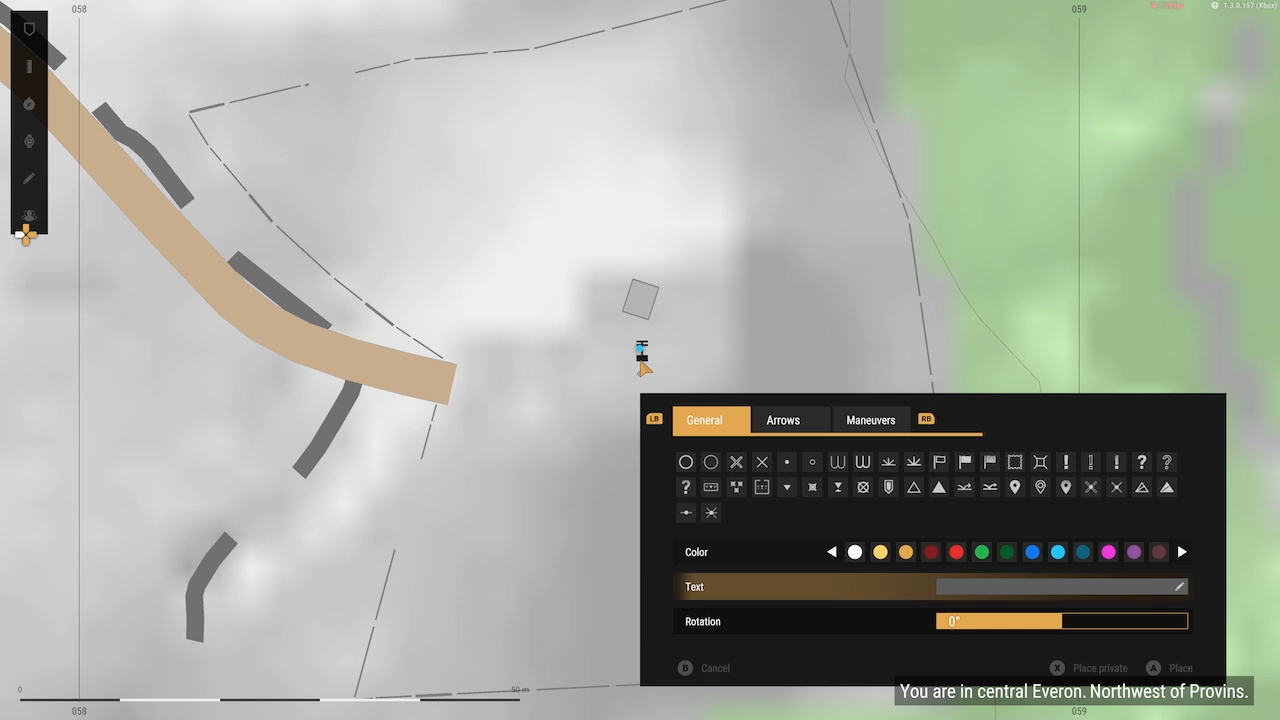 058
059
1.3.0.157 (Xbox)
LB
General
Arrows
Maneuvers
RB
Color
Text
Rotation
0°
B Cancel
X Place private
A Place
0
50 m
You are in central Everon. Northwest of Provins.
058
059